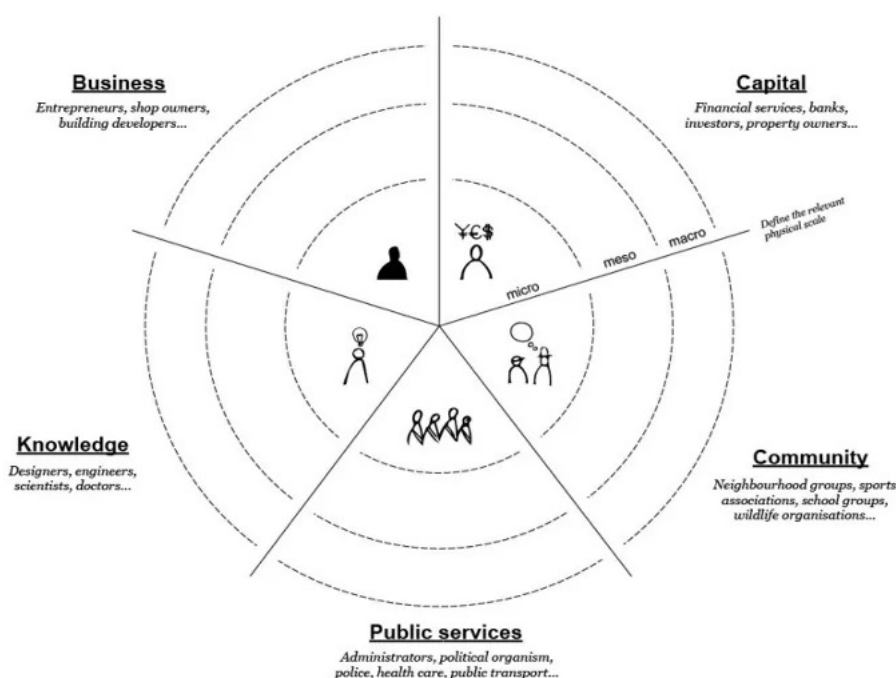 Business
Entrepreneurs, shop owners,
building developers...
Capital
Financial services, banks,
investors, property owners...
Define the relevant
physical scale
macro
meso
micro
¥€$
Knowledge
Designers, engineers,
scientists, doctors...
Community
Neighbourhood groups, sports
associations, school groups,
wildlife organisations...
Public services
Administrators, political organism,
police, health care, public transport...